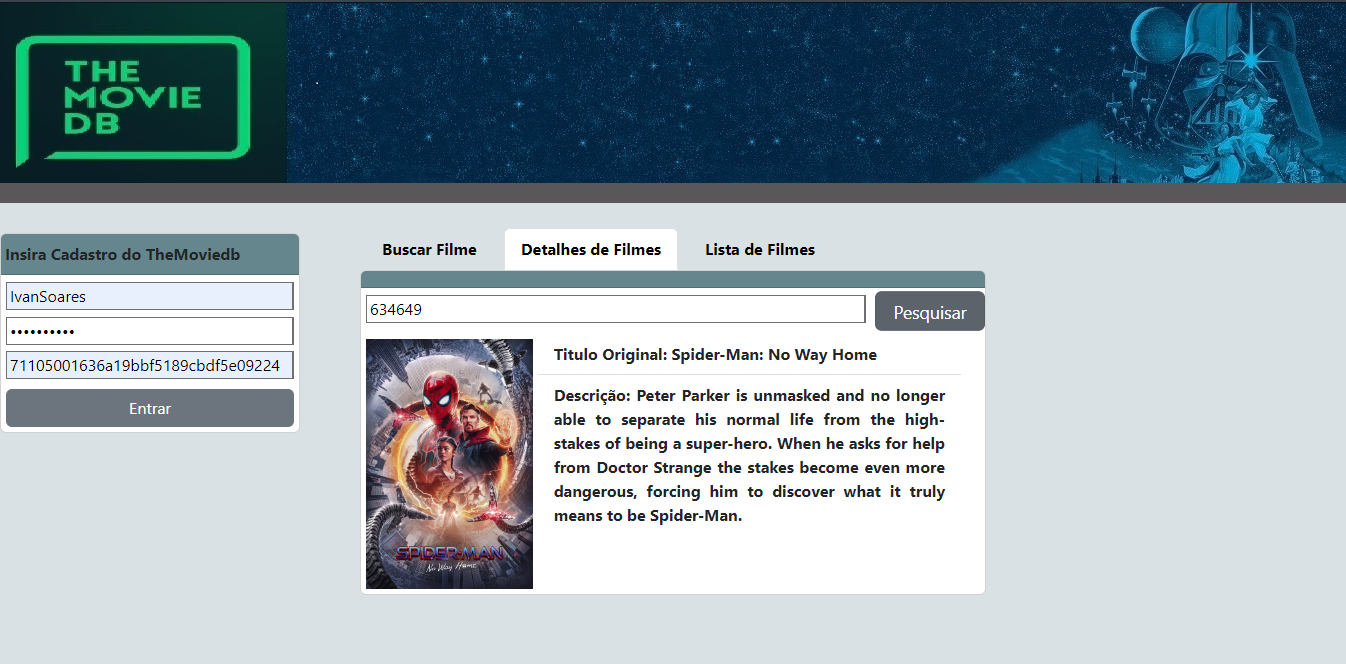 THE
MOVIE
DB
Insira Cadastro do TheMoviedb
IvanSoares
••••••••••
71105001636a19bbf5189cbdf5e09224
Entrar
Buscar Filme
Detalhes de Filmes
Lista de Filmes
634649
Pesquisar
Titulo Original: Spider-Man: No Way Home
Descrição: Peter Parker is unmasked and no longer
able to separate his normal life from the high-
stakes of being a super-hero. When he asks for help
from Doctor Strange the stakes become even more
dangerous, forcing him to discover what it truly
means to be Spider-Man.
SPIDER-MAN
No Way Home